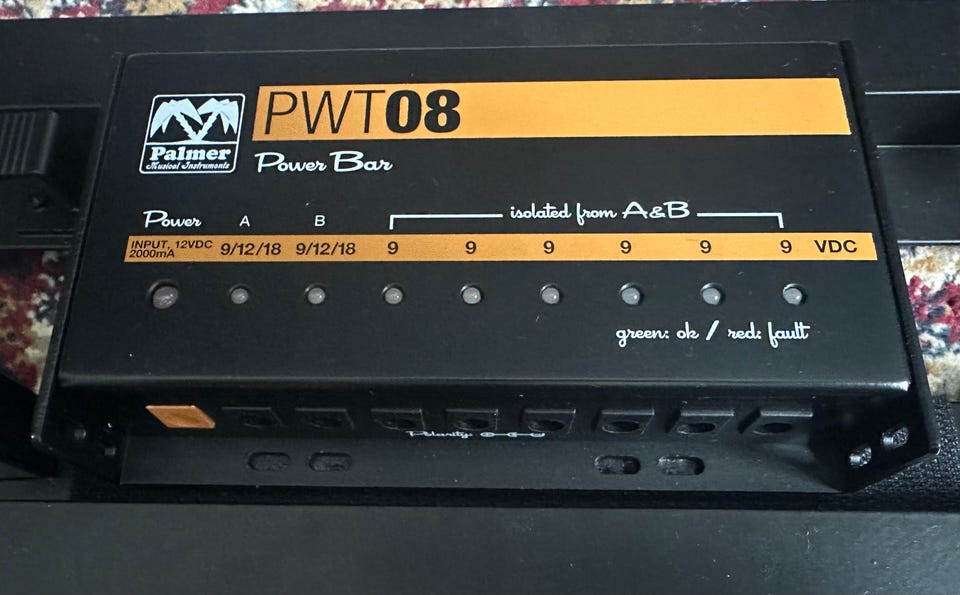 PWT08
Palmer
Musical Instruments
Power Bar
isolated from A&B
Power A B
INPUT, 12VDC
2000mA
9/12/18 9/12/18 9 9 9 9 9 9 VDC
green: ok / red: fault
Polarity: